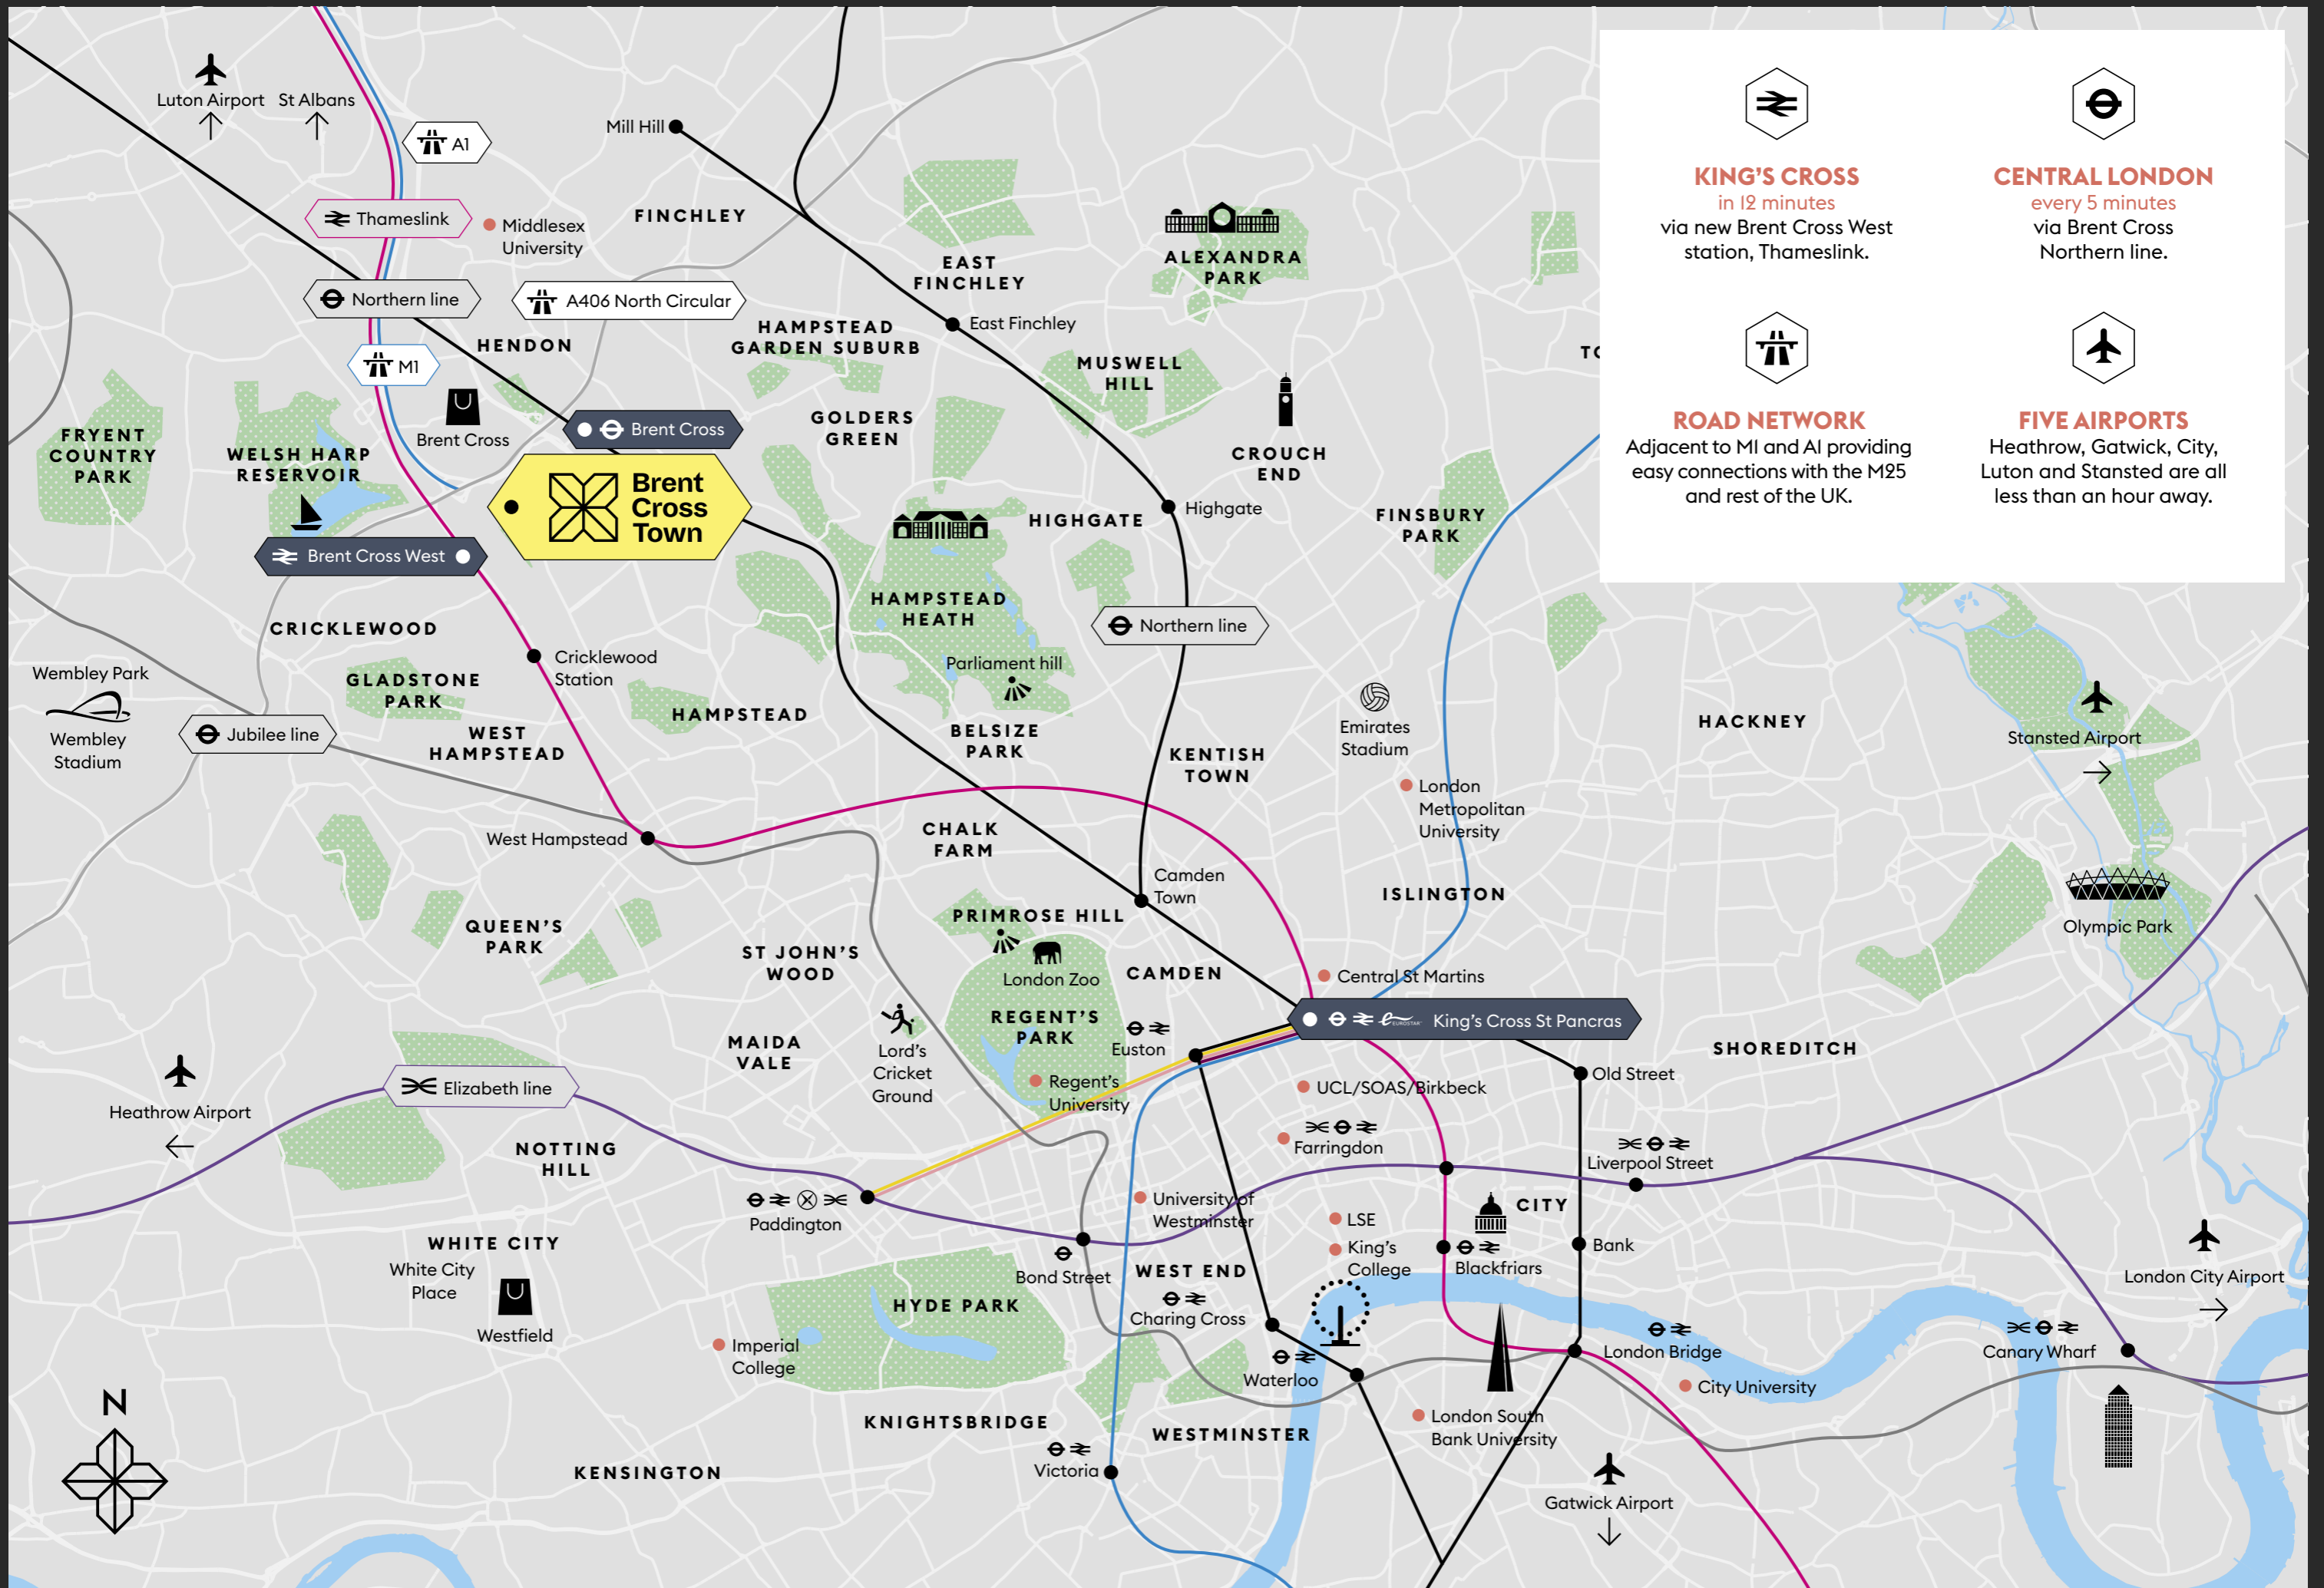 Luton Airport
St Albans
A1
Thameslink
Middlesex
University
Northern line
A406 North Circular
M1
HENDON
Brent Cross
Mill Hill
FINCHLEY
EAST
FINCHLEY
East Finchley
ALEXANDRA
PARK
HAMPSTEAD
GARDEN SUBURB
MUSWELL
HILL
GOLDERS
GREEN
CROUCH
END
FRYENT
COUNTRY
PARK
WELSH HARP
RESERVOIR
Brent Cross
Brent
Cross
Town
Brent Cross West
HIGHGATE
Highgate
FINSBURY
PARK
KING'S CROSS
in 12 minutes
via new Brent Cross West
station, Thameslink.
CENTRAL LONDON
every 5 minutes
via Brent Cross
Northern line.
ROAD NETWORK
Adjacent to M1 and A1 providing
easy connections with the M25
and rest of the UK.
FIVE AIRPORTS
Heathrow, Gatwick, City,
Luton and Stansted are all
less than an hour away.
CRICKLEWOOD
Cricklewood
Station
HAMPSTEAD
HEATH
Parliament hill
Northern line
Wembley Park
Wembley
Stadium
Jubilee line
GLADSTONE
PARK
WEST
HAMPSTEAD
HAMPSTEAD
BELSIZE
PARK
KENTISH
TOWN
Emirates
Stadium
London
Metropolitan
University
HACKNEY
Stansted Airport
West Hampstead
CHALK
FARM
Camden
Town
ISLINGTON
Olympic Park
QUEEN'S
PARK
ST JOHN'S
WOOD
PRIMROSE HILL
London Zoo
CAMDEN
Central St Martins
REGENT'S
PARK
Euston
EUROSTAR
King's Cross St Pancras
MAIDA
VALE
Lord's
Cricket
Ground
Regent's
University
UCL/SOAS/Birkbeck
Old Street
SHOREDITCH
Heathrow Airport
Elizabeth line
NOTTING
HILL
Farringdon
Liverpool Street
Paddington
University of
Westminster
LSE
King's
College
CITY
Bank
Blackfriars
WHITE CITY
White City
Place
Westfield
Bond Street
WEST END
Charing Cross
HYDE PARK
Imperial
College
Waterloo
London Bridge
City University
Canary Wharf
London City Airport
N
KNIGHTSBRIDGE
WESTMINSTER
London South
Bank University
KENSINGTON
Victoria
Gatwick Airport